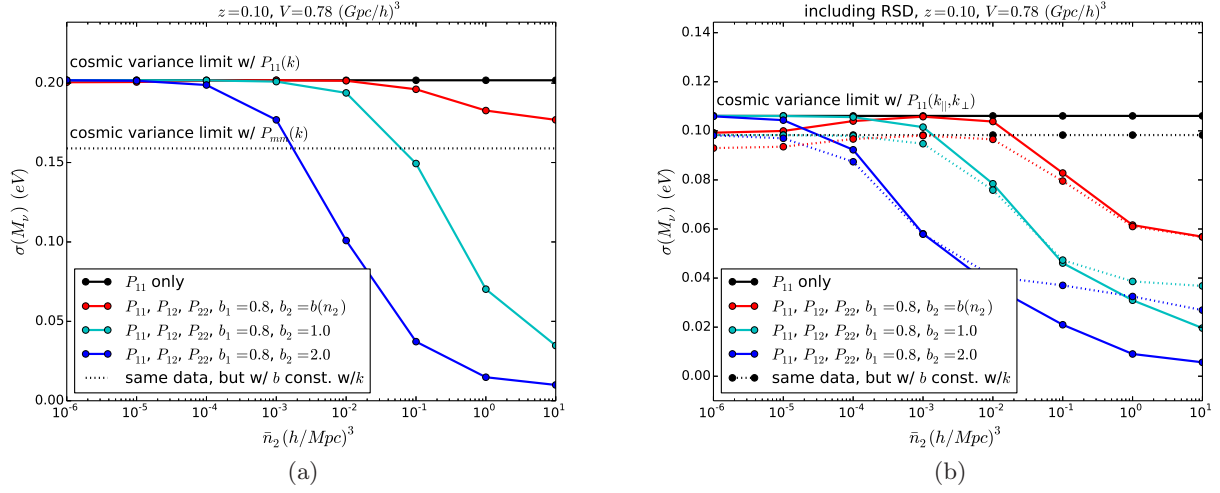 z=0.10, V=0.78 (Gpc/h)^3
cosmic variance limit w/ P_11(k)
cosmic variance limit w/ P_mm(k)
σ(M_ν) (eV)
0.20
0.15
0.10
0.05
0.00
P_11 only
P_11, P_12, P_22, b_1=0.8, b_2=b(n_2)
P_11, P_12, P_22, b_1=0.8, b_2=1.0
P_11, P_12, P_22, b_1=0.8, b_2=2.0
same data, but w/ b const. w/k
10^-6 10^-5 10^-4 10^-3 10^-2 10^-1 10^0 10^1
n̄_2(h/Mpc)^3
(a)
including RSD, z=0.10, V=0.78 (Gpc/h)^3
cosmic variance limit w/ P_11(k_||,k_⊥)
σ(M_ν) (eV)
0.14
0.12
0.10
0.08
0.06
0.04
0.02
0.00
P_11 only
P_11, P_12, P_22, b_1=0.8, b_2=b(n_2)
P_11, P_12, P_22, b_1=0.8, b_2=1.0
P_11, P_12, P_22, b_1=0.8, b_2=2.0
same data, but w/ b const. w/k
10^-6 10^-5 10^-4 10^-3 10^-2 10^-1 10^0 10^1
n̄_2(h/Mpc)^3
(b)